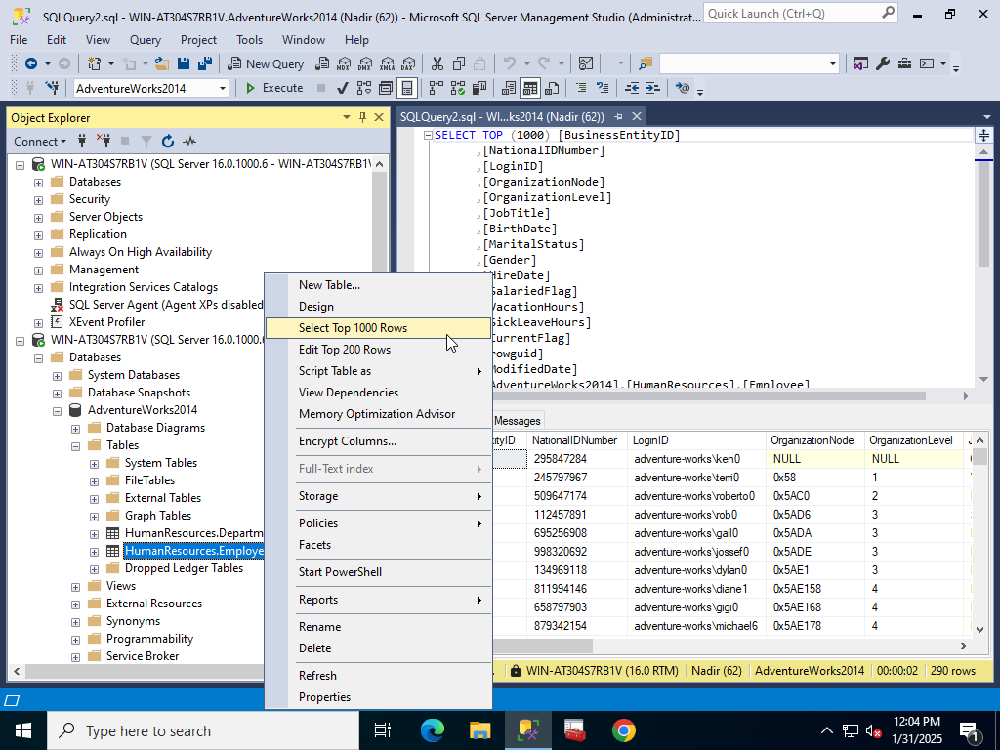 SQLQuery2.sql - WIN-AT304S7RB1V.AdventureWorks2014 (Nadir (62)) - Microsoft SQL Server Management Studio (Administrat...
Quick Launch (Ctrl+Q)
File Edit View Query Project Tools Window Help
New Query
MDX DMX XMLA DAX
AdventureWorks2014
Execute
Object Explorer
Connect
WIN-AT304S7RB1V (SQL Server 16.0.1000.6 - WIN-AT304S7RB1V
Databases
Security
Server Objects
Replication
Always On High Availability
Management
Integration Services Catalogs
SQL Server Agent (Agent XPs disabled
XEvent Profiler
WIN-AT304S7RB1V (SQL Server 16.0.1000.6
Databases
System Databases
Database Snapshots
AdventureWorks2014
Database Diagrams
Tables
System Tables
FileTables
External Tables
Graph Tables
HumanResources.Departm
HumanResources.Employe
Dropped Ledger Tables
Views
External Resources
Synonyms
Programmability
Service Broker
New Table...
Design
Select Top 1000 Rows
Edit Top 200 Rows
Script Table as
View Dependencies
Memory Optimization Advisor
Encrypt Columns...
Full-Text index
Storage
Policies
Facets
Start PowerShell
Reports
Rename
Delete
Refresh
Properties
SQLQuery2.sql - WI...ks2014 (Nadir (62))
SELECT TOP (1000) [BusinessEntityID]
,[NationalIDNumber]
,[LoginID]
,[OrganizationNode]
,[OrganizationLevel]
,[JobTitle]
,[BirthDate]
,[MaritalStatus]
,[Gender]
HireDate]
SalariedFlag]
VacationHours]
SickLeaveHours]
CurrentFlag]
rowguid]
ModifiedDate]
AdventureWorks2014].[HumanResources].[Employee]
Messages
tityID NationalIDNumber LoginID OrganizationNode OrganizationLevel J
295847284 adventure-works\ken0 NULL NULL
245797967 adventure-works\terri0 0x58 1
509647174 adventure-works\roberto0 0x5AC0 2
112457891 adventure-works\rob0 0x5AD6 3
695256908 adventure-works\gail0 0x5ADA 3
998320692 adventure-works\jossef0 0x5ADE 3
134969118 adventure-works\dylan0 0x5AE1 3
811994146 adventure-works\diane1 0x5AE158 4
658797903 adventure-works\gigi0 0x5AE168 4
879342154 adventure-works\michael6 0x5AE178 4
WIN-AT304S7RB1V (16.0 RTM) Nadir (62) AdventureWorks2014 00:00:02 290 rows
Type here to search
12:04 PM
1/31/2025
1